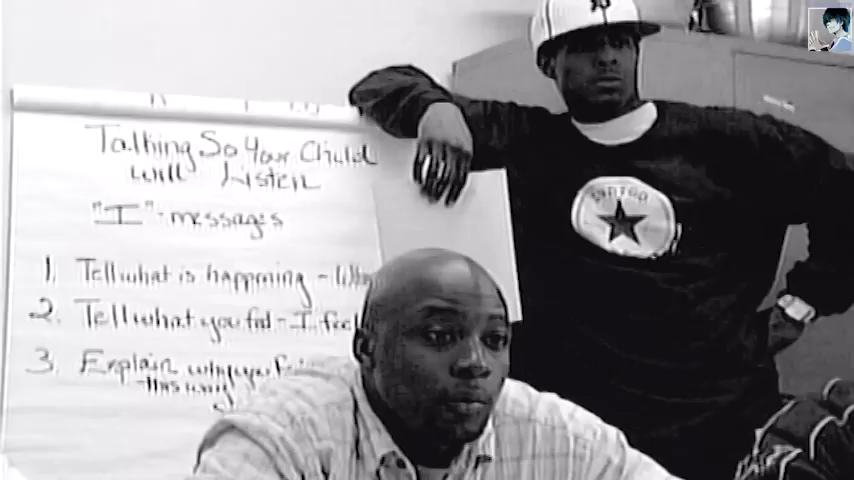 Talking So Your Child
will Listen
"I"-messages
1. Tell what is happening - When
2. Tell what you feel - I feel
3. Explain why you
this way